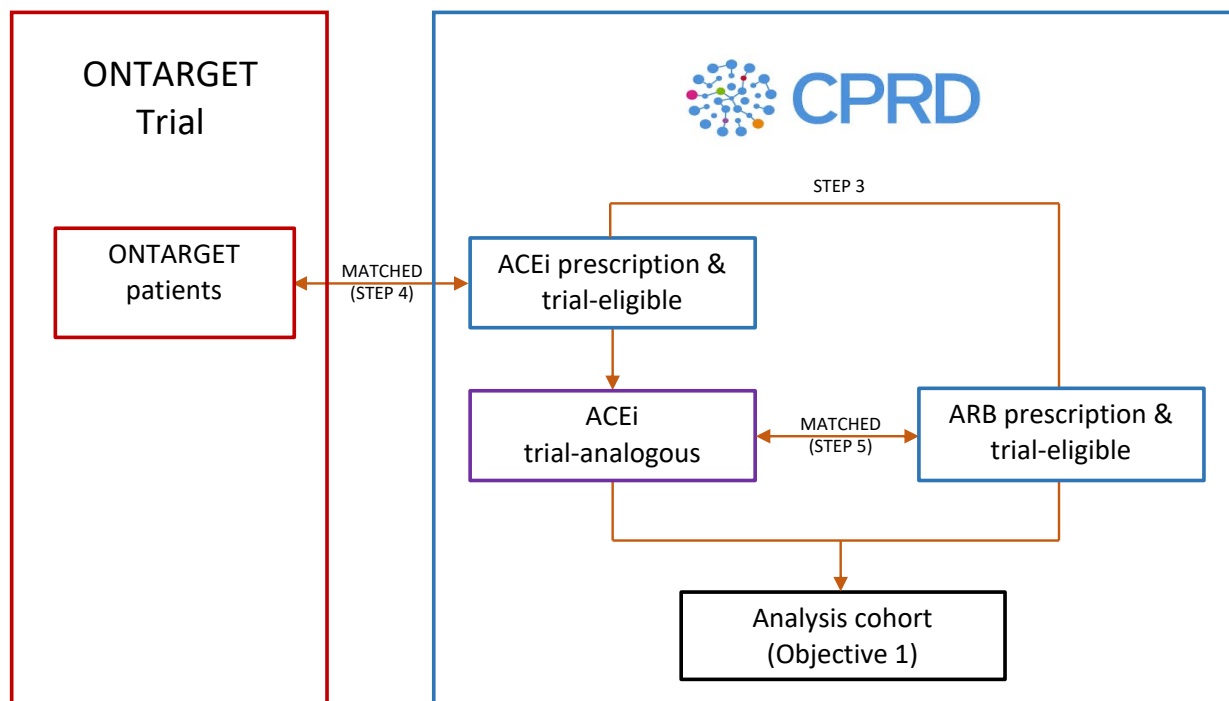 ONTARGET
Trial
CPRD
STEP 3
ONTARGET
patients
MATCHED
(STEP 4)
ACEi prescription &
trial-eligible
ACEi
trial-analogous
MATCHED
(STEP 5)
ARB prescription &
trial-eligible
Analysis cohort
(Objective 1)